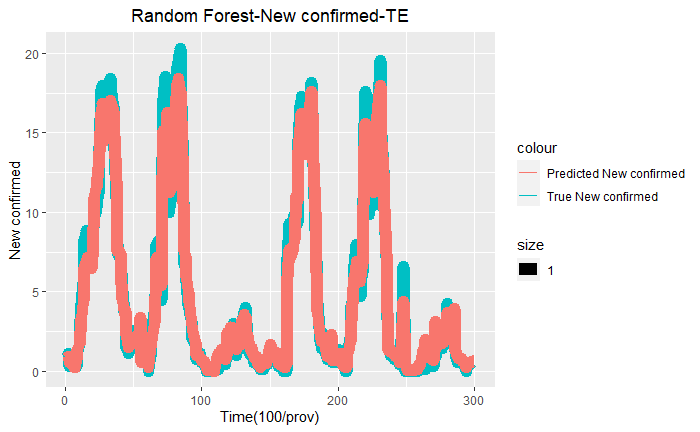 Random Forest-New confirmed-TE
20
15
10
5
0
New confirmed
0
100
200
300
Time(100/prov)
colour
Predicted New confirmed
True New confirmed
size
1